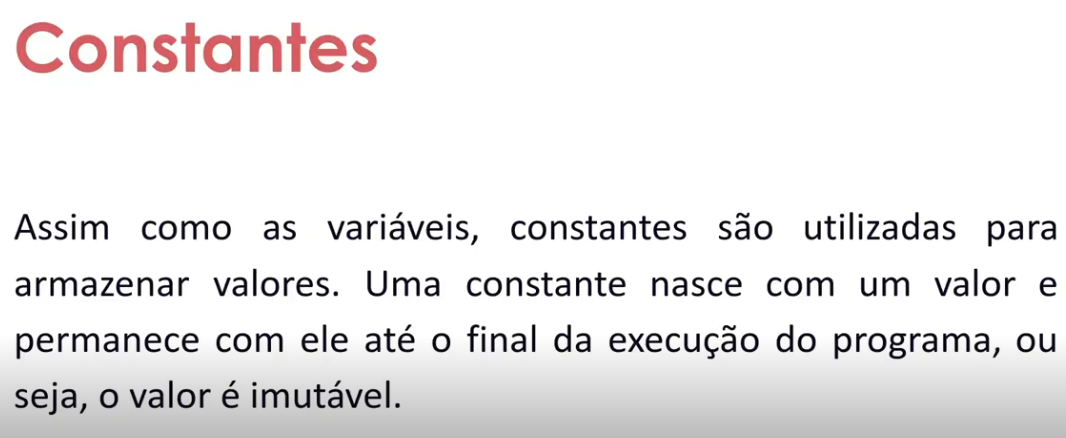 Constantes
Assim como as variáveis, constantes são utilizadas para
armazenar valores. Uma constante nasce com um valor e
permanece com ele até o final da execução do programa, ou
seja, o valor é imutável.